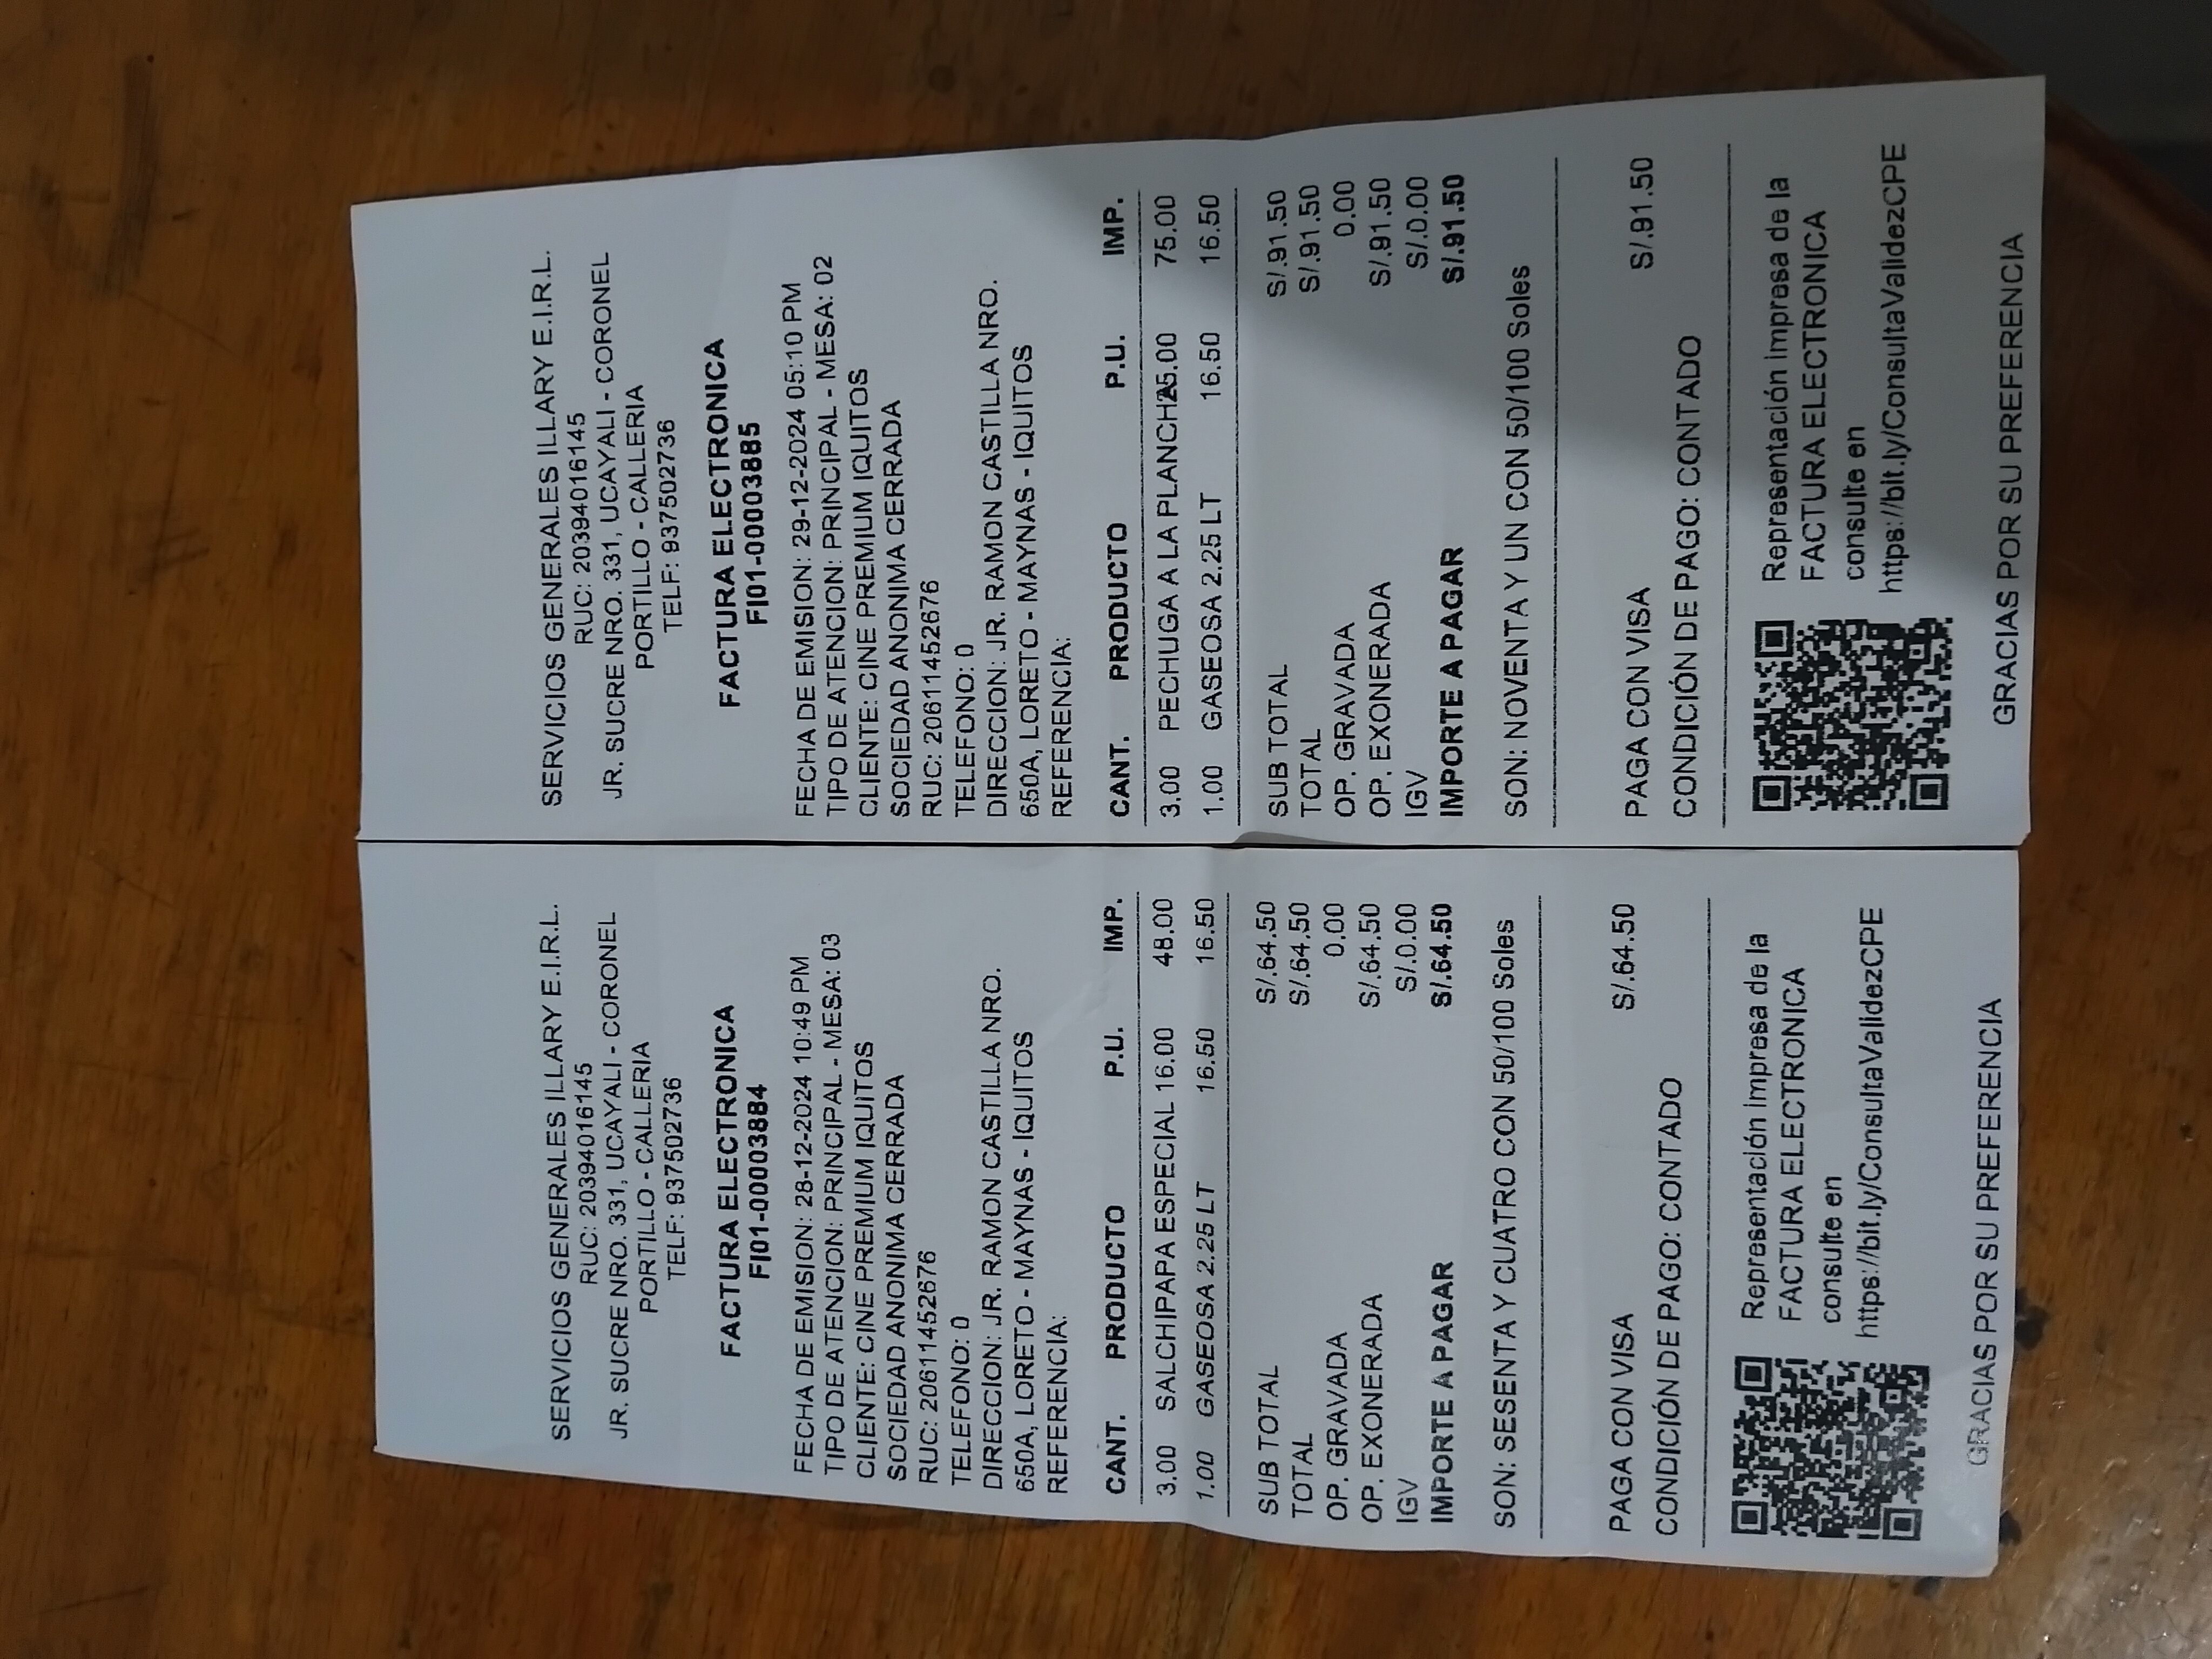 SERVICIOS GENERALES ILLARY E.I.R.L.
RUC: 20394016145
JR. SUCRE NRO. 331, UCAYALI - CORONEL
PORTILLO - CALLERIA
TELF: 937502736
FACTURA ELECTRONICA
FI01-00003884
FECHA DE EMISION: 28-12-2024 10:49 PM
TIPO DE ATENCION: PRINCIPAL - MESA: 03
CLIENTE: CINE PREMIUM IQUITOS
SOCIEDAD ANONIMA CERRADA
RUC: 20611452676
TELEFONO: 0
DIRECCION: JR. RAMON CASTILLA NRO.
650A, LORETO - MAYNAS - IQUITOS
REFERENCIA:
CANT. PRODUCTO P.U. IMP.
3.00 SALCHIPAPA ESPECIAL 16.00 48.00
1.00 GASEOSA 2.25 LT 16.50 16.50
SUB TOTAL S/.64.50
TOTAL S/.64.50
OP. GRAVADA 0.00
OP. EXONERADA S/.64.50
IGV S/.0.00
IMPORTE A PAGAR S/.64.50
SON: SESENTA Y CUATRO CON 50/100 Soles
PAGA CON VISA S/.64.50
CONDICIÓN DE PAGO: CONTADO
Representación impresa de la
FACTURA ELECTRONICA
consulte en
https://bit.ly/ConsultaValidezCPE
GRACIAS POR SU PREFERENCIA
SERVICIOS GENERALES ILLARY E.I.R.L.
RUC: 20394016145
JR. SUCRE NRO. 331, UCAYALI - CORONEL
PORTILLO - CALLERIA
TELF: 937502736
FACTURA ELECTRONICA
FI01-00003885
FECHA DE EMISION: 29-12-2024 05:10 PM
TIPO DE ATENCION: PRINCIPAL - MESA: 02
CLIENTE: CINE PREMIUM IQUITOS
SOCIEDAD ANONIMA CERRADA
RUC: 20611452676
TELEFONO: 0
DIRECCION: JR. RAMON CASTILLA NRO.
650A, LORETO - MAYNAS - IQUITOS
REFERENCIA:
CANT. PRODUCTO P.U. IMP.
3.00 PECHUGA A LA PLANCHA 25.00 75.00
1.00 GASEOSA 2.25 LT 16.50 16.50
SUB TOTAL S/.91.50
TOTAL S/.91.50
OP. GRAVADA 0.00
OP. EXONERADA S/.91.50
IGV S/.0.00
IMPORTE A PAGAR S/.91.50
SON: NOVENTA Y UN CON 50/100 Soles
PAGA CON VISA S/.91.50
CONDICIÓN DE PAGO: CONTADO
Representación impresa de la
FACTURA ELECTRONICA
consulte en
https://bit.ly/ConsultaValidezCPE
GRACIAS POR SU PREFERENCIA